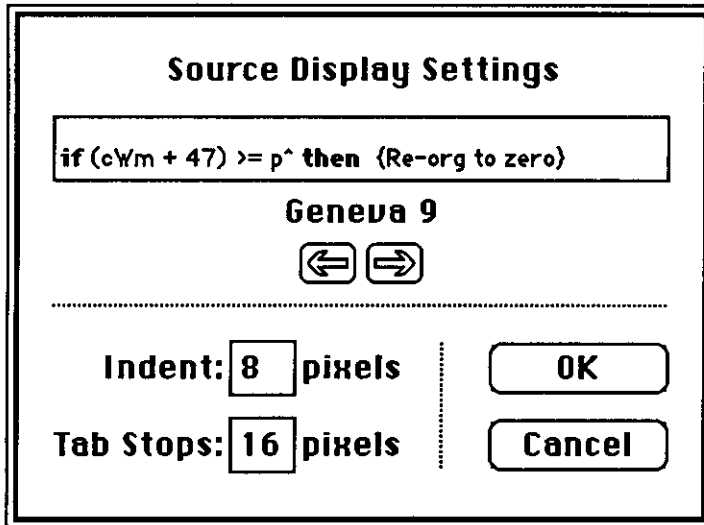 Source Display Settings
if (cWm + 47) >= p^ then {Re-org to zero}
Geneva 9
Indent: 8 pixels
OK
Tab Stops: 16 pixels
Cancel